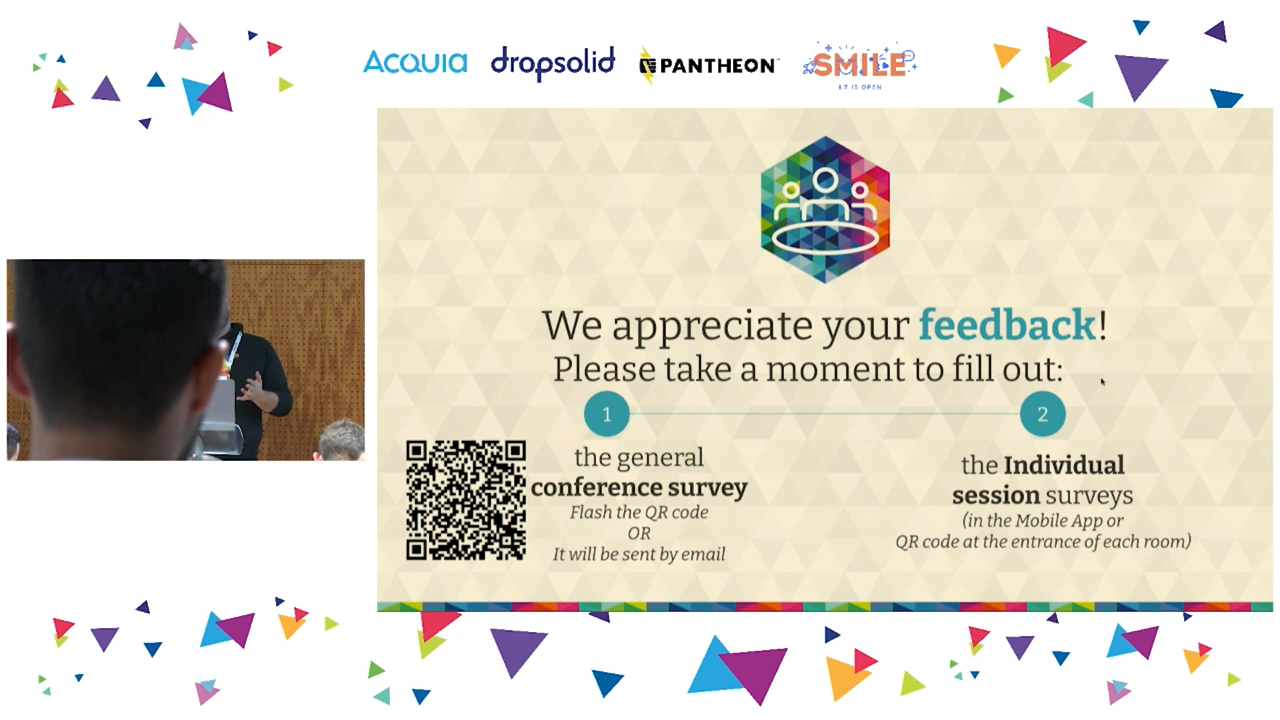 ACQUIA
dropsolid
PANTHEON
SMILE
I.T IS OPEN
We appreciate your feedback!
Please take a moment to fill out:
1
2
the general
conference survey
Flash the QR code
OR
It will be sent by email
the Individual
session surveys
(in the Mobile App or
QR code at the entrance of each room)